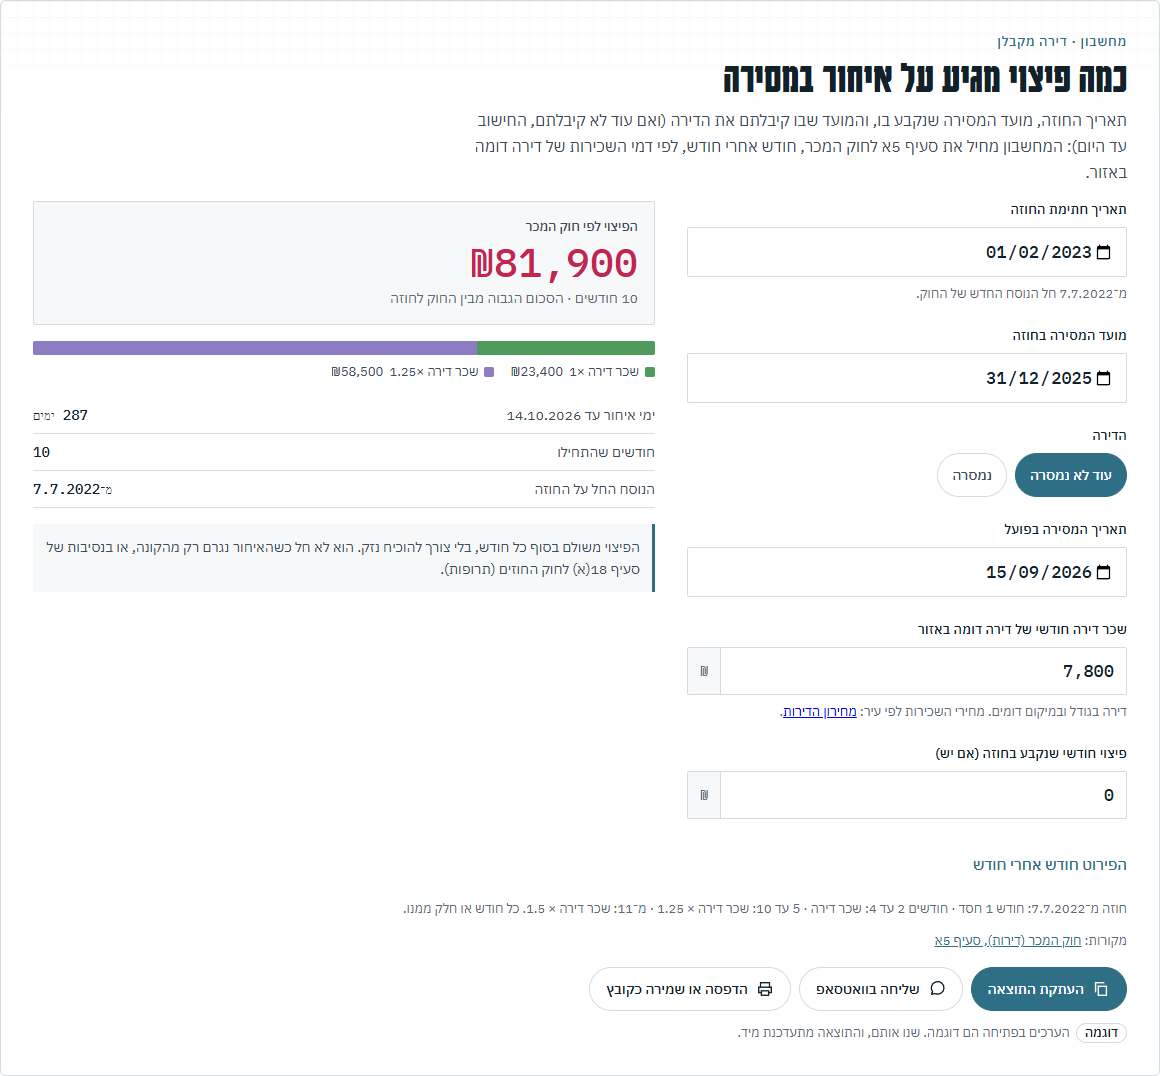 מחשבון · דירה מקבלן
כמה פיצוי מגיע על איחור במסירה
תאריך החוזה, מועד המסירה שנקבע בו, והמועד שבו קיבלתם את הדירה (ואם עוד לא קיבלתם, החישוב
עד היום): המחשבון מחיל את סעיף 5א לחוק המכר, חודש אחרי חודש, לפי דמי השכירות של דירה דומה
באזור.
תאריך חתימת החוזה
01/02/2023
מ־7.7.2022 חל הנוסח החדש של החוק.
מועד המסירה בחוזה
31/12/2025
הדירה
עוד לא נמסרה
נמסרה
תאריך המסירה בפועל
15/09/2026
שכר דירה חודשי של דירה דומה באזור
7,800 ₪
דירה בגודל ובמיקום דומים. מחירי השכירות לפי עיר: מחירון הדירות.
פיצוי חודשי שנקבע בחוזה (אם יש)
0 ₪
הפיצוי לפי חוק המכר
₪81,900
10 חודשים · הסכום הגבוה מבין החוק לחוזה
שכר דירה ×1 ₪23,400 שכר דירה ×1.25 ₪58,500
ימי איחור עד 14.10.2026 287 ימים
חודשים שהתחילו 10
הנוסח החל על החוזה מ־7.7.2022
הפיצוי משולם בסוף כל חודש, בלי צורך להוכיח נזק. הוא לא חל כשהאיחור נגרם רק מהקונה, או בנסיבות של
סעיף 18(א) לחוק החוזים (תרופות).
הפירוט חודש אחרי חודש
חוזה מ־7.7.2022: חודש 1 חסד · חודשים 2 עד 4: שכר דירה · 5 עד 10: שכר דירה × 1.25 · מ־11: שכר דירה × 1.5. כל חודש או חלק ממנו.
מקורות: חוק המכר (דירות), סעיף 5א
העתקת התוצאה
שליחה בוואטסאפ
הדפסה או שמירה כקובץ
דוגמה הערכים בפתיחה הם דוגמה. שנו אותם, והתוצאה מתעדכנת מיד.